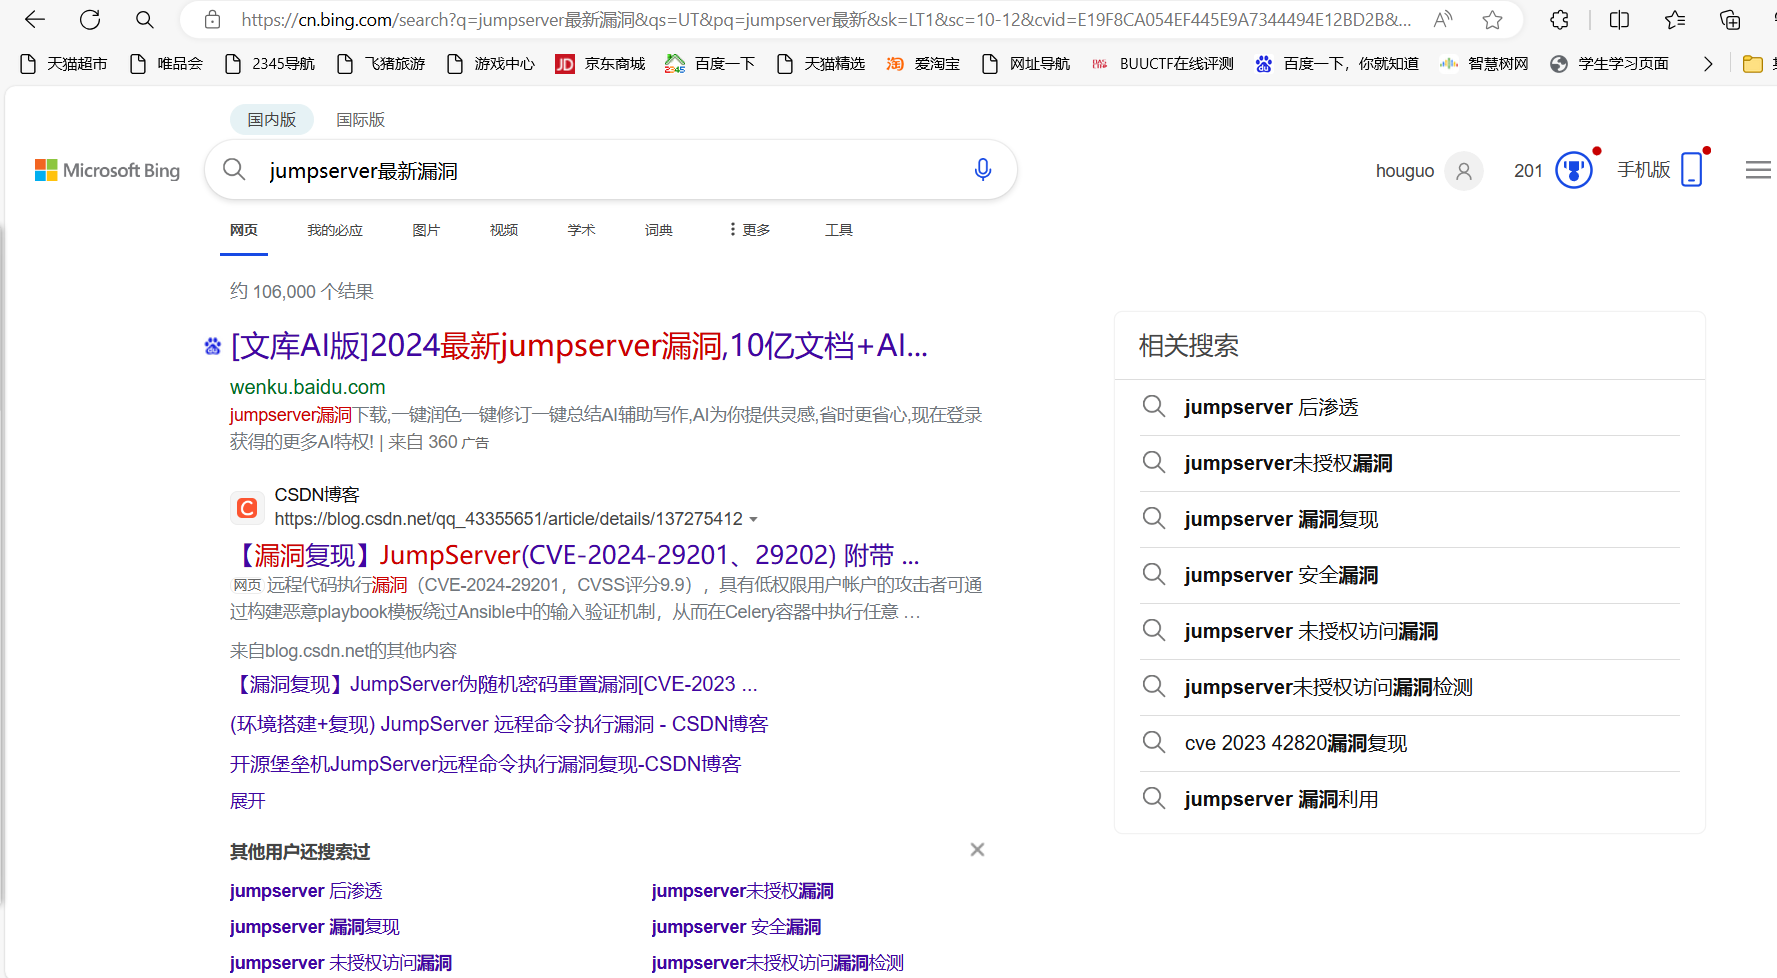 https://cn.bing.com/search?q=jumpserver最新漏洞&qs=UT&pq=jumpserver最新&sk=LT1&sc=10-12&cvid=E19F8CA054EF445E9A7344494E12BD2B&...
天猫超市 唯品会 2345导航 飞猪旅游 游戏中心 京东商城 百度一下 天猫精选 爱淘宝 网址导航 BUUCTF在线评测 百度一下，你就知道 智慧树网 学生学习页面
国内版 国际版
Microsoft Bing jumpserver最新漏洞 houguo 201 手机版
网页 我的必应 图片 视频 学术 词典 更多 工具
约 106,000 个结果
[文库AI版]2024最新jumpserver漏洞,10亿文档+AI...
wenku.baidu.com
jumpserver漏洞下载,一键润色一键修订一键总结AI辅助写作,AI为你提供灵感,省时更省心,现在登录
获得的更多AI特权! | 来自 360 广告
CSDN博客
https://blog.csdn.net/qq_43355651/article/details/137275412
【漏洞复现】JumpServer(CVE-2024-29201、29202) 附带 ...
网页 远程代码执行漏洞（CVE-2024-29201，CVSS评分9.9），具有低权限用户帐户的攻击者可通
过构建恶意playbook模板绕过Ansible中的输入验证机制，从而在Celery容器中执行任意 …
来自blog.csdn.net的其他内容
【漏洞复现】JumpServer伪随机密码重置漏洞[CVE-2023 ...
(环境搭建+复现) JumpServer 远程命令执行漏洞 - CSDN博客
开源堡垒机JumpServer远程命令执行漏洞复现-CSDN博客
展开
其他用户还搜索过
jumpserver 后渗透 jumpserver未授权漏洞
jumpserver 漏洞复现 jumpserver 安全漏洞
jumpserver 未授权访问漏洞 jumpserver未授权访问漏洞检测
相关搜索
jumpserver 后渗透
jumpserver未授权漏洞
jumpserver 漏洞复现
jumpserver 安全漏洞
jumpserver 未授权访问漏洞
jumpserver未授权访问漏洞检测
cve 2023 42820漏洞复现
jumpserver 漏洞利用